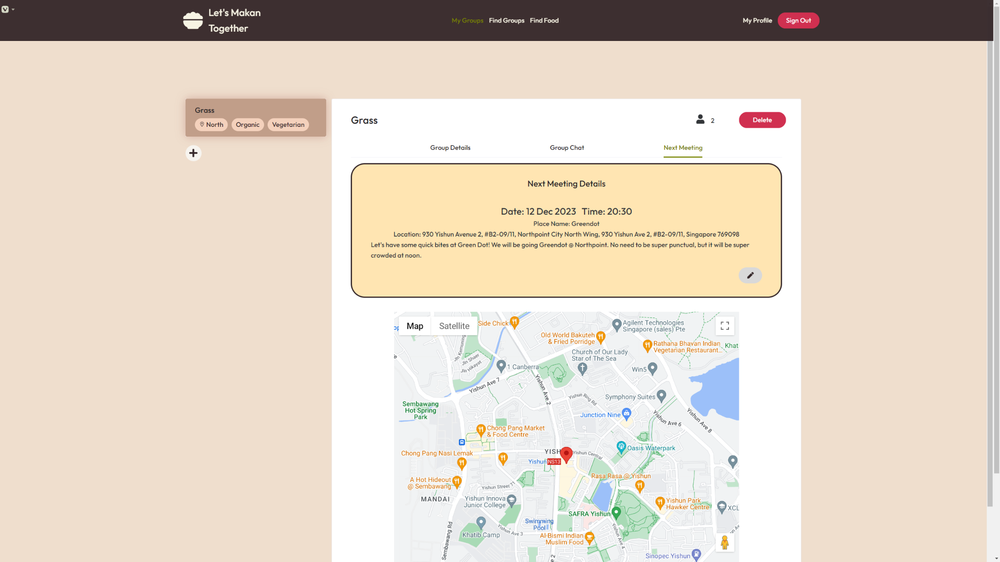 Let's Makan
Together
My Groups
Find Groups
Find Food
My Profile
Sign Out
Grass
North
Organic
Vegetarian
Grass
2
Delete
Group Details
Group Chat
Next Meeting
Next Meeting Details
Date: 12 Dec 2023 Time: 20:30
Place Name: Greendot
Location: 930 Yishun Avenue 2, #B2-09/11, Northpoint City North Wing, 930 Yishun Ave 2, #B2-09/11, Singapore 769098
Let's have some quick bites at Green Dot! We will be going Greendot @ Northpoint. No need to be super punctual, but it will be super
crowded at noon.
Map
Satellite
Side Chick
Agilent Technologies
Singapore (sales) Pte
Old World Bakuteh
& Fried Porridge
Rathana Bhavan Indian
Vegetarian Restaurant...
Khat
Church of Our Lady
Star of The Sea
Jln Kemuning
Jln Shaer
Jln Hikayat
1 Canberra
Win5
Yishun Ave 7
Yishun Ave 2
Yishun Ring Rd
Symphony Suites
Sembawang
Hot Spring
Park
Junction Nine
Yishun Ave 6
Yishun Ave 8
Chong Pang Market
& Food Centre
Oasis Waterpark
Chong Pang Nasi Lemak
YISH
Yishun Central
Yishun
NS13
Rasa Rasa @ Yishun
A Hot Hideout
@ Sembawang
Yishun Street 71
MANDAI
Yishun Innova
Junior College
Yishun Park
Hawker Centre
XCL
SAFRA Yishun
Swimming
Pool
Yishun Ave 3
Khatib Camp
Al-Bismi Indian
Muslim Food
Yishun Ave 4
Sembawang Rd
Sinopec Yishun